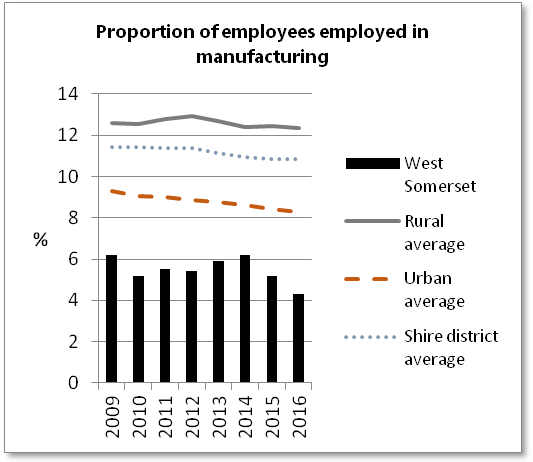 Proportion of employees employed in
manufacturing
14
12
10
8
6
4
2
0
%
2009
2010
2011
2012
2013
2014
2015
2016
West
Somerset
Rural
average
Urban
average
Shire district
average